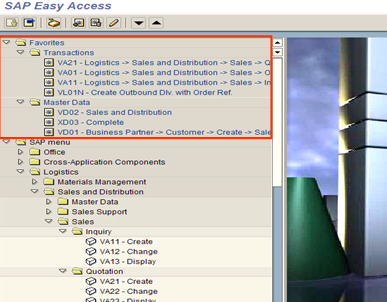 SAP Easy Access
Favorites
Transactions
VA21 - Logistics -> Sales and Distribution -> Sales -> Q
VA01 - Logistics -> Sales and Distribution -> Sales -> O
VA11 - Logistics -> Sales and Distribution -> Sales -> In
VL01N - Create Outbound Dlv. with Order Ref.
Master Data
VD02 - Sales and Distribution
XD03 - Complete
VD01 - Business Partner -> Customer -> Create -> Sale
SAP menu
Office
Cross-Application Components
Logistics
Materials Management
Sales and Distribution
Master Data
Sales Support
Sales
Inquiry
VA11 - Create
VA12 - Change
VA13 - Display
Quotation
VA21 - Create
VA22 - Change
VA23 - Display